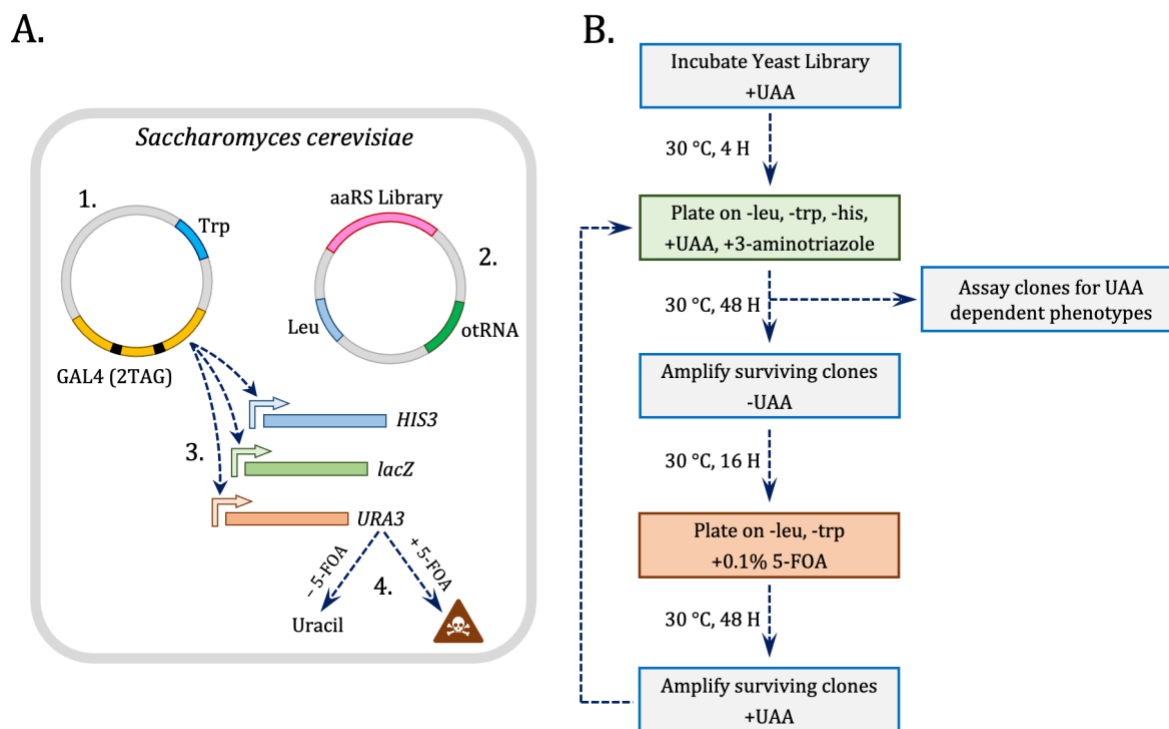 A.
Saccharomyces cerevisiae
1.
Trp
GAL4 (2TAG)
aaRS Library
2.
Leu
otRNA
3.
HIS3
lacZ
URA3
− 5-FOA
+ 5-FOA
4.
Uracil
B.
Incubate Yeast Library
+UAA
30 °C, 4 H
Plate on -leu, -trp, -his,
+UAA, +3-aminotriazole
30 °C, 48 H
Assay clones for UAA
dependent phenotypes
Amplify surviving clones
-UAA
30 °C, 16 H
Plate on -leu, -trp
+0.1% 5-FOA
30 °C, 48 H
Amplify surviving clones
+UAA